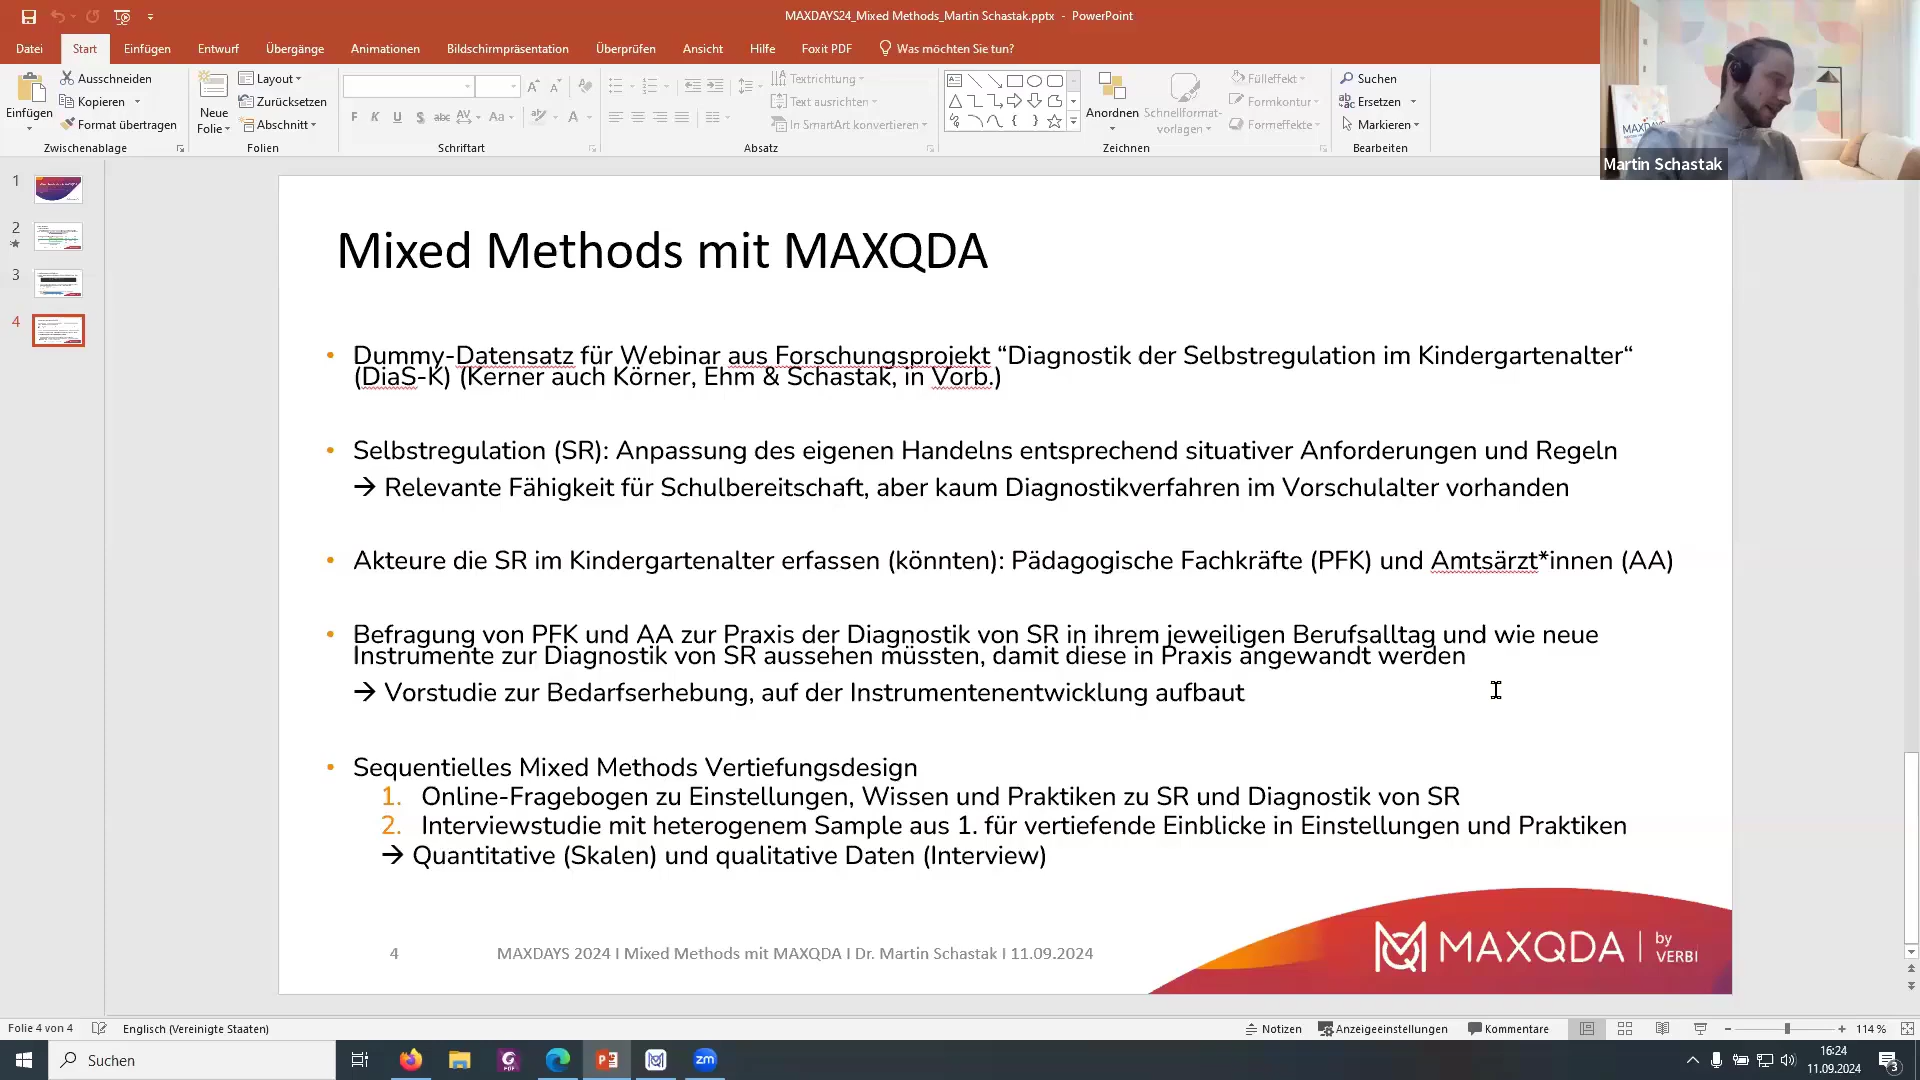 MAXDAYS24_Mixed Methods_Martin Schastak.pptx - PowerPoint
Datei Start Einfügen Entwurf Übergänge Animationen Bildschirmpräsentation Überprüfen Ansicht Hilfe Foxit PDF Was möchten Sie tun?
Einfügen
Ausschneiden
Kopieren
Format übertragen
Zwischenablage
Neue
Folie
Layout
Zurücksetzen
Abschnitt
Folien
F K U S abc AV Aa A
Schriftart
Textrichtung
Text ausrichten
In SmartArt konvertieren
Absatz
Anordnen
Schnellformat-
vorlagen
Fülleffekt
Formkontur
Formeffekte
Zeichnen
Suchen
Ersetzen
Markieren
Bearbeiten
MAXDAYS
Martin Schastak
1
2
3
4
Mixed Methods mit MAXQDA
• Dummy-Datensatz für Webinar aus Forschungsprojekt “Diagnostik der Selbstregulation im Kindergartenalter“
(DiaS-K) (Kerner auch Körner, Ehm & Schastak, in Vorb.)
• Selbstregulation (SR): Anpassung des eigenen Handelns entsprechend situativer Anforderungen und Regeln
→ Relevante Fähigkeit für Schulbereitschaft, aber kaum Diagnostikverfahren im Vorschulalter vorhanden
• Akteure die SR im Kindergartenalter erfassen (könnten): Pädagogische Fachkräfte (PFK) und Amtsärzt*innen (AA)
• Befragung von PFK und AA zur Praxis der Diagnostik von SR in ihrem jeweiligen Berufsalltag und wie neue
Instrumente zur Diagnostik von SR aussehen müssten, damit diese in Praxis angewandt werden
→ Vorstudie zur Bedarfserhebung, auf der Instrumentenentwicklung aufbaut
• Sequentielles Mixed Methods Vertiefungsdesign
1. Online-Fragebogen zu Einstellungen, Wissen und Praktiken zu SR und Diagnostik von SR
2. Interviewstudie mit heterogenem Sample aus 1. für vertiefende Einblicke in Einstellungen und Praktiken
→ Quantitative (Skalen) und qualitative Daten (Interview)
4 MAXDAYS 2024 I Mixed Methods mit MAXQDA I Dr. Martin Schastak I 11.09.2024
MAXQDA | by
VERBI
Folie 4 von 4 Englisch (Vereinigte Staaten) Notizen Anzeigeeinstellungen Kommentare 114 %
Suchen
zm
16:24
11.09.2024
3